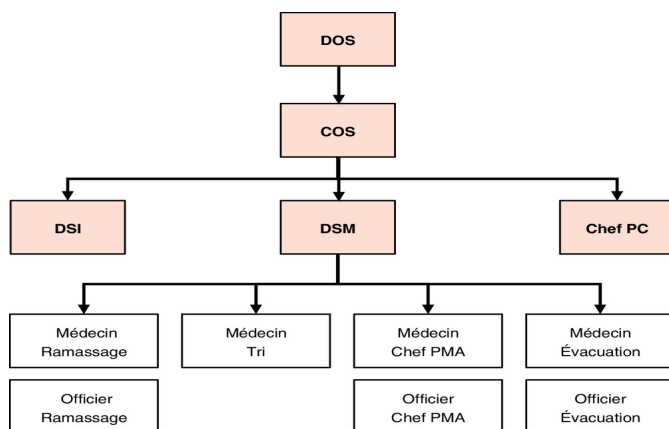 DOS
COS
DSI
DSM
Chef PC
Médecin
Ramassage
Médecin
Tri
Médecin
Chef PMA
Médecin
Évacuation
Officier
Ramassage
Officier
Chef PMA
Officier
Évacuation